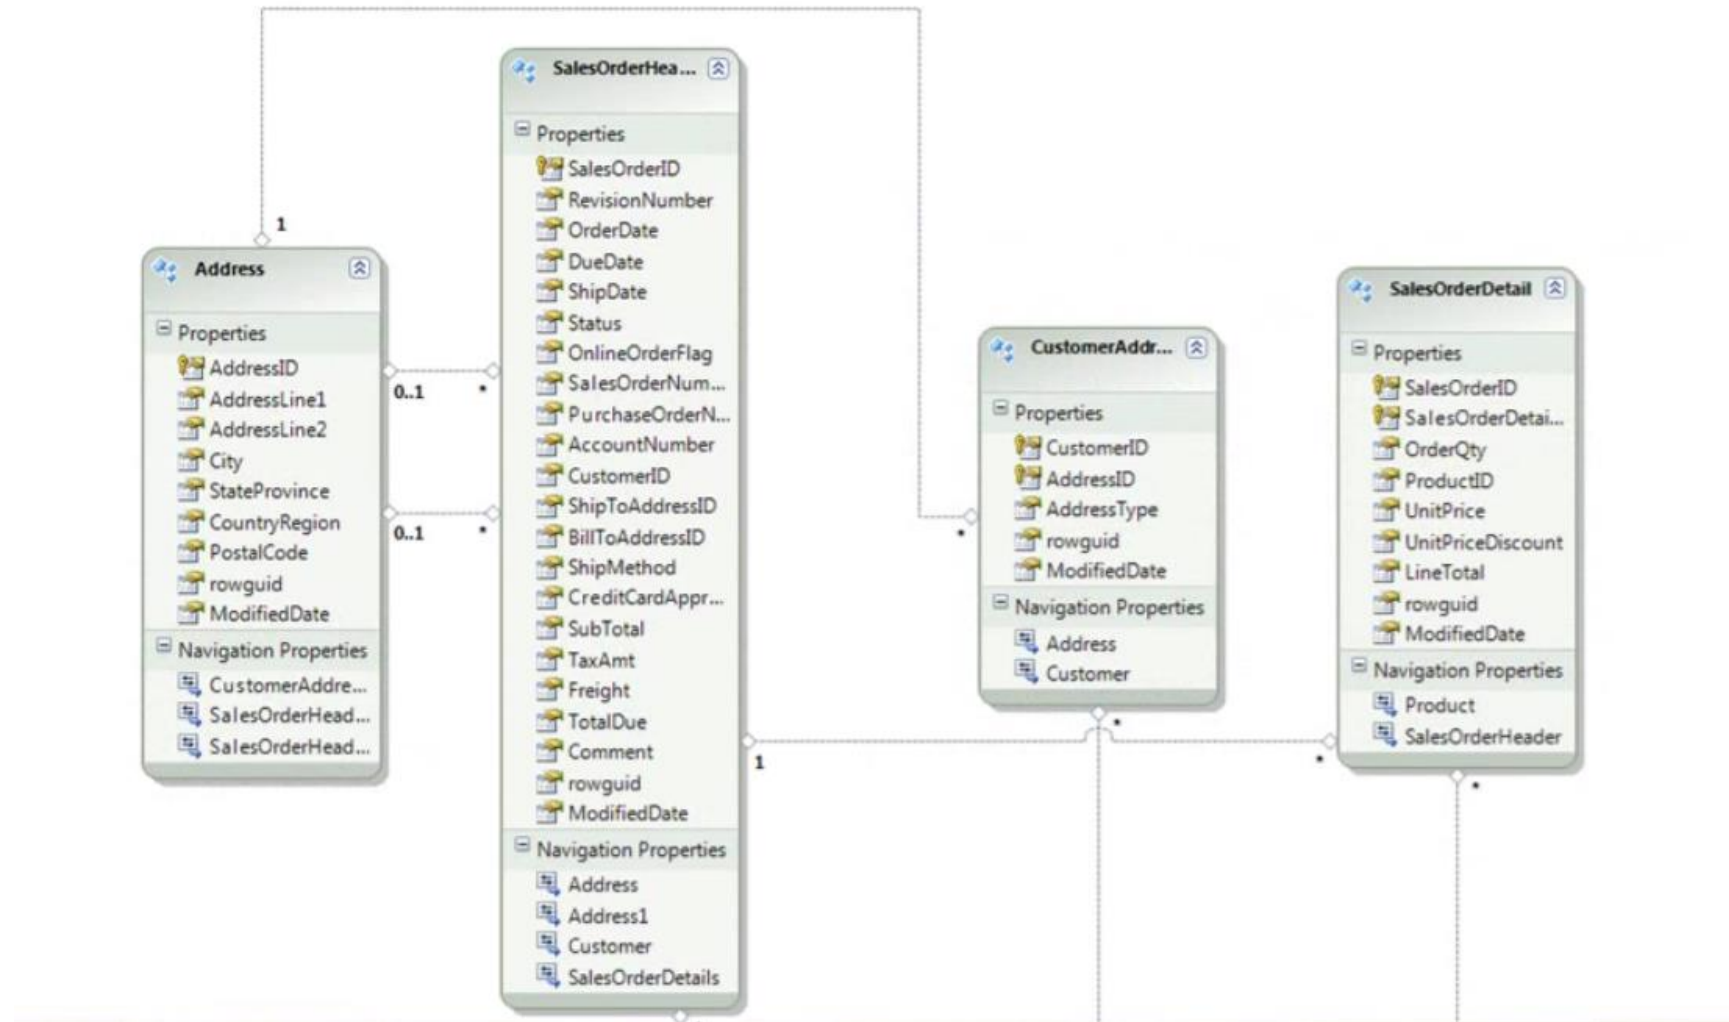 1
Address
Properties
AddressID
AddressLine1
AddressLine2
City
StateProvince
CountryRegion
PostalCode
rowguid
ModifiedDate
Navigation Properties
CustomerAddre...
SalesOrderHead...
SalesOrderHead...
0..1
*
0..1
*
SalesOrderHea...
Properties
SalesOrderID
RevisionNumber
OrderDate
DueDate
ShipDate
Status
OnlineOrderFlag
SalesOrderNum...
PurchaseOrderN...
AccountNumber
CustomerID
ShipToAddressID
BillToAddressID
ShipMethod
CreditCardAppr...
SubTotal
TaxAmt
Freight
TotalDue
Comment
rowguid
ModifiedDate
Navigation Properties
Address
Address1
Customer
SalesOrderDetails
1
*
CustomerAddr...
Properties
CustomerID
AddressID
AddressType
rowguid
ModifiedDate
Navigation Properties
Address
Customer
*
*
SalesOrderDetail
Properties
SalesOrderID
SalesOrderDetai...
OrderQty
ProductID
UnitPrice
UnitPriceDiscount
LineTotal
rowguid
ModifiedDate
Navigation Properties
Product
SalesOrderHeader
*